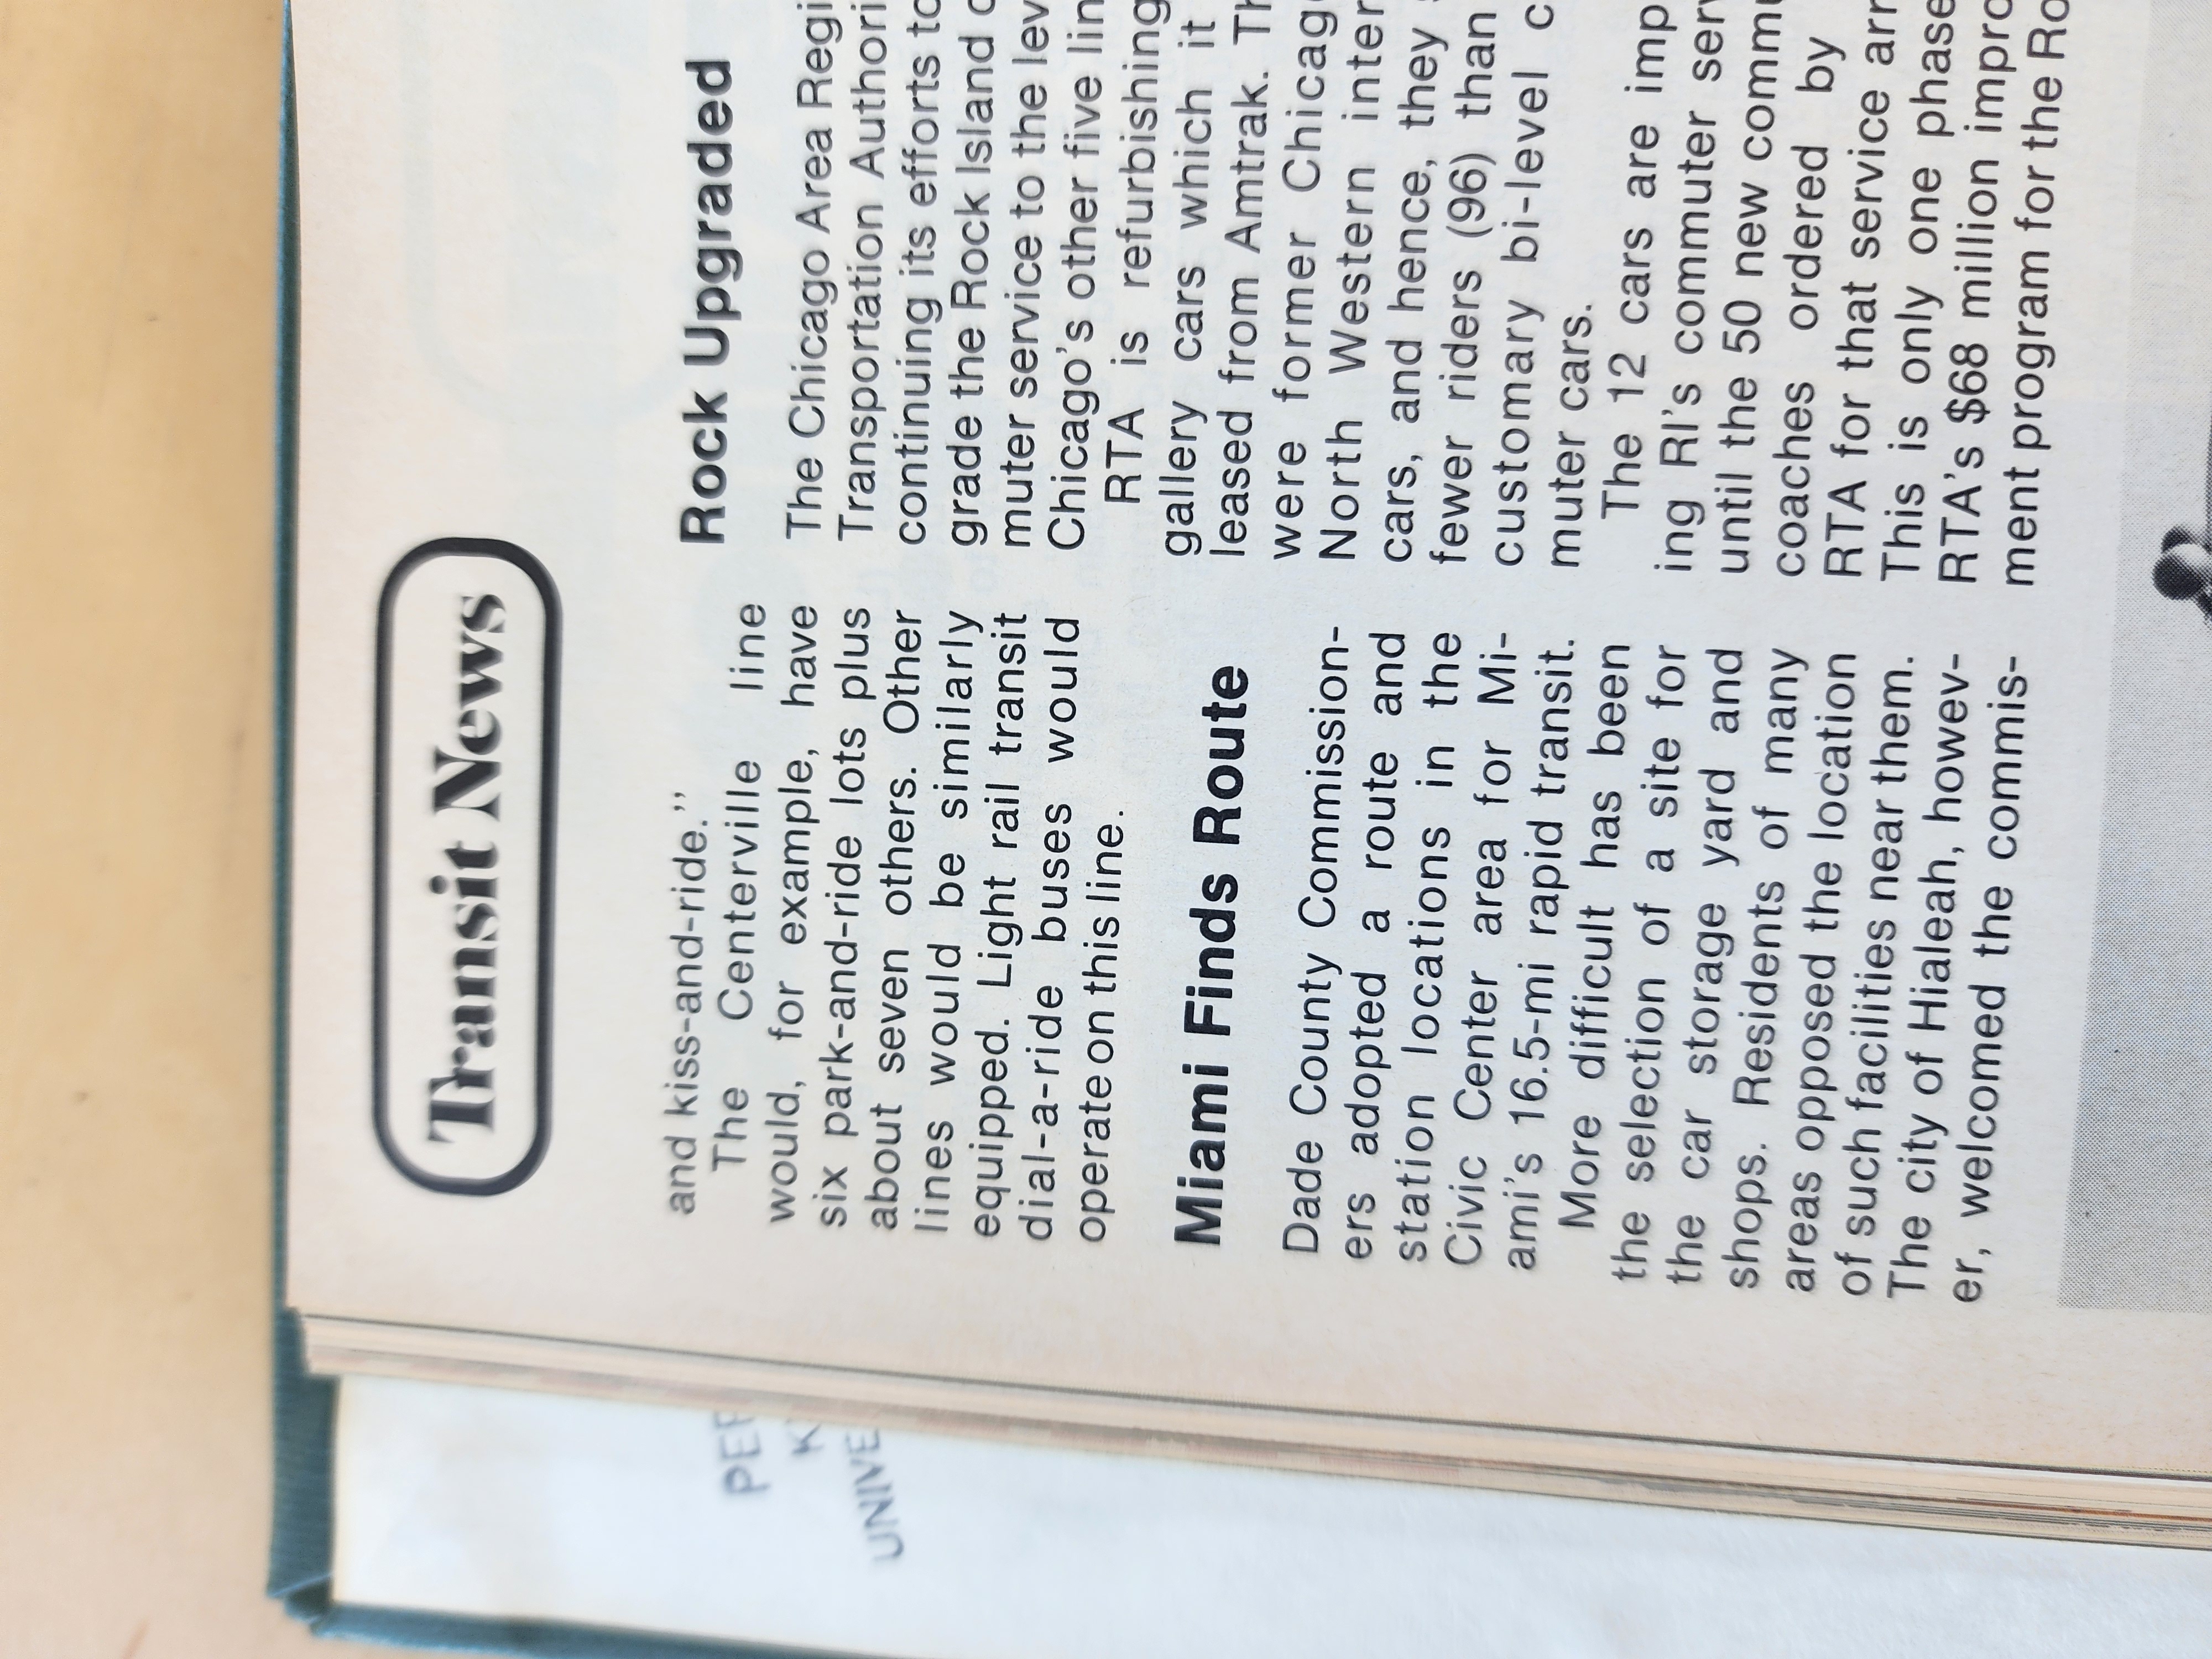 Transit News
and kiss-and-ride."
The Centerville line
would, for example, have
six park-and-ride lots plus
about seven others. Other
lines would be similarly
equipped. Light rail transit
dial-a-ride buses would
operate on this line.
Miami Finds Route
Dade County Commission-
ers adopted a route and
station locations in the
Civic Center area for Mi-
ami's 16.5-mi rapid transit.
More difficult has been
the selection of a site for
the car storage yard and
shops. Residents of many
areas opposed the location
of such facilities near them.
The city of Hialeah, howev-
er, welcomed the commis-
Rock Upgraded
The Chicago Area Regi
Transportation Authori
continuing its efforts to
grade the Rock Island c
muter service to the lev
Chicago's other five lin
RTA is refurbishing
gallery cars which it
leased from Amtrak. Th
were former Chicag
North Western inter
cars, and hence, they
fewer riders (96) than
customary bi-level c
muter cars.
The 12 cars are imp
ing RI's commuter serv
until the 50 new commu
coaches ordered by
RTA for that service arr
This is only one phase
RTA's $68 million impro
ment program for the Ro
PER
K
UNIVE